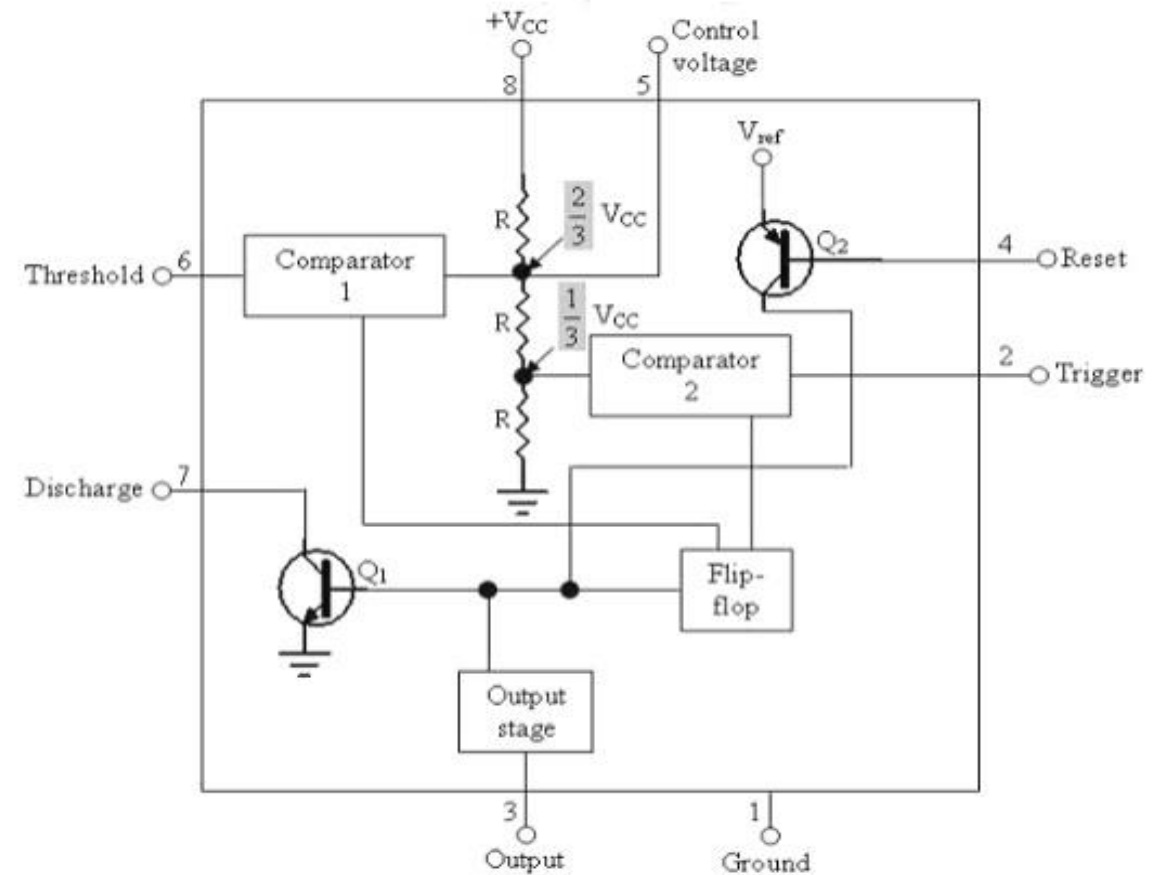 +VCC
Control
voltage
8
5
Vref
2
3
VCC
R
Q2
4
Reset
Threshold
6
Comparator
1
1
3
VCC
R
Comparator
2
2
Trigger
R
Discharge
7
Q1
Flip-
flop
Output
stage
3
Output
1
Ground